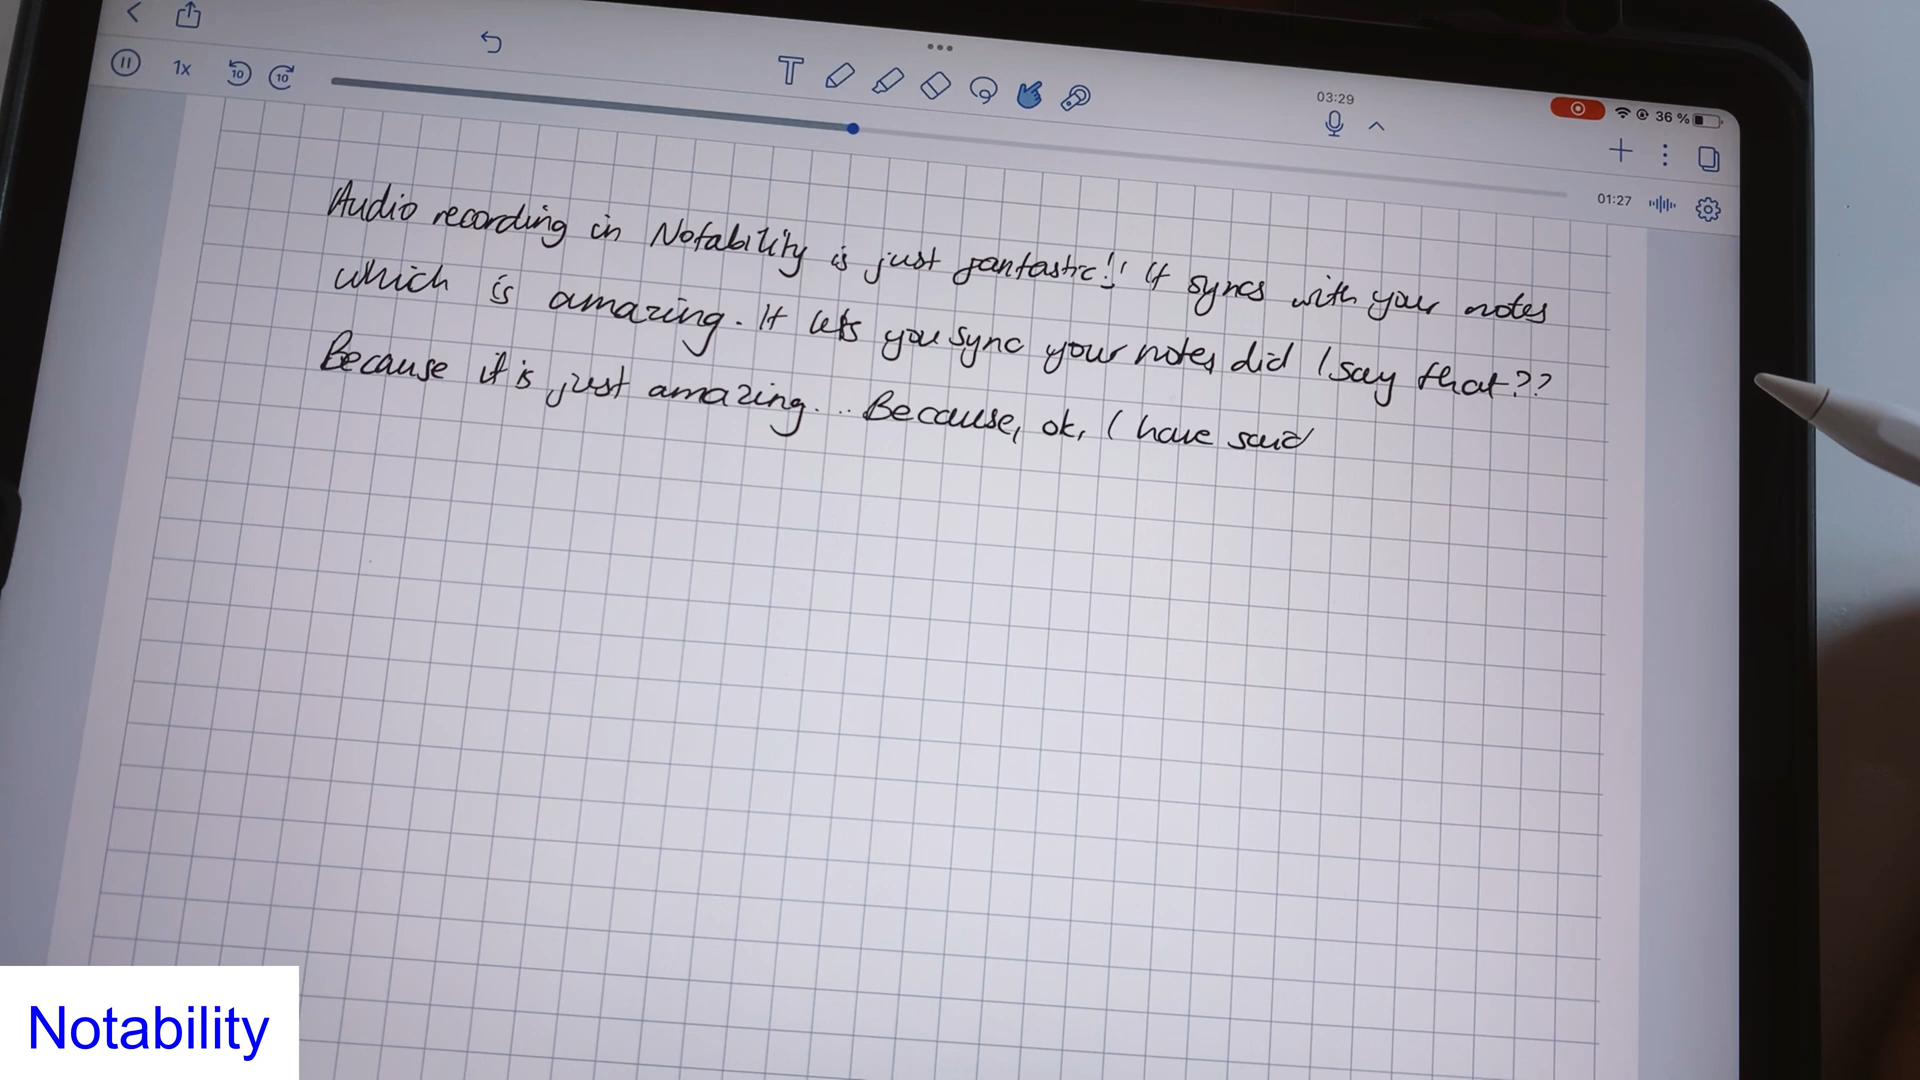 03:29
36 %
1x
10
10
T
01:27
Audio recording in Notability is just fantastic!! It syncs with your notes
which is amazing. It lets you sync your notes did I say that??
Because it is just amazing... Because, ok, I have said
Notability